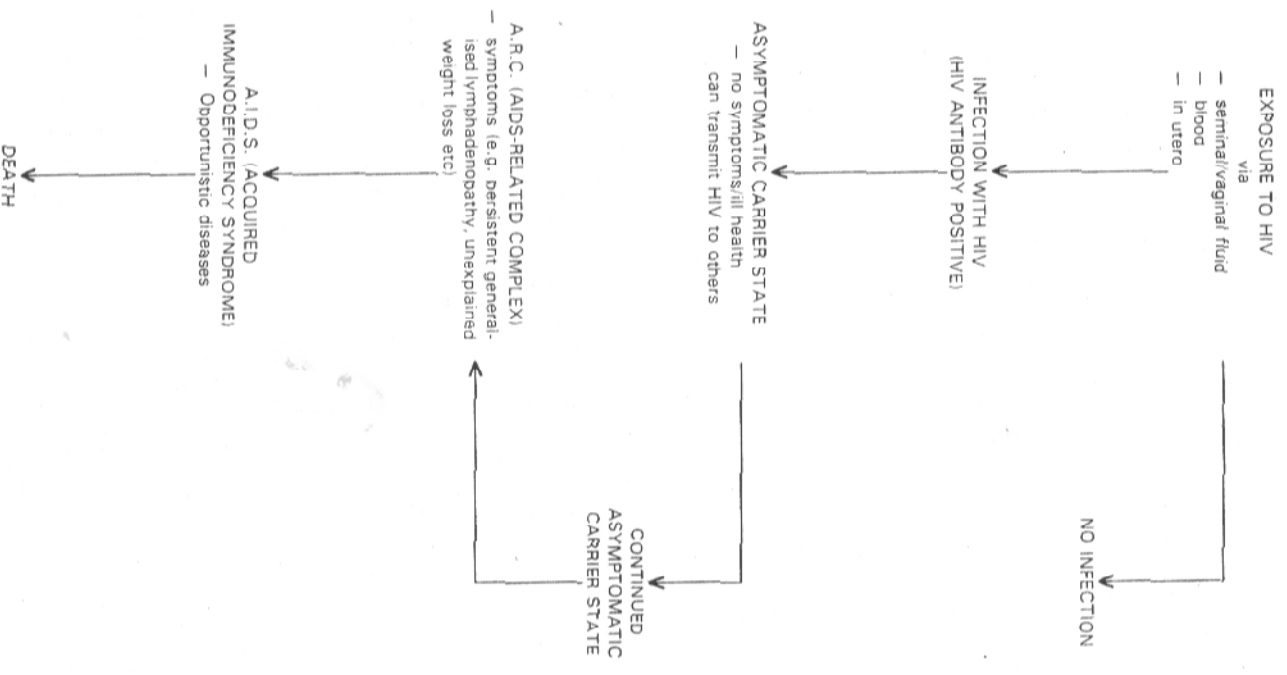 EXPOSURE TO HIV
via
– seminal/vaginal fluid
– blood
– in utero
NO INFECTION
INFECTION WITH HIV
(HIV ANTIBODY POSITIVE)
ASYMPTOMATIC CARRIER STATE
– no symptoms/ill health
can transmit HIV to others
CONTINUED
ASYMPTOMATIC
CARRIER STATE
A.R.C. (AIDS-RELATED COMPLEX)
– symptoms (e.g. persistent general-
ised lymphadenopathy, unexplained
weight loss etc)
A.I.D.S. (ACQUIRED
IMMUNODEFICIENCY SYNDROME)
– Opportunistic diseases
DEATH